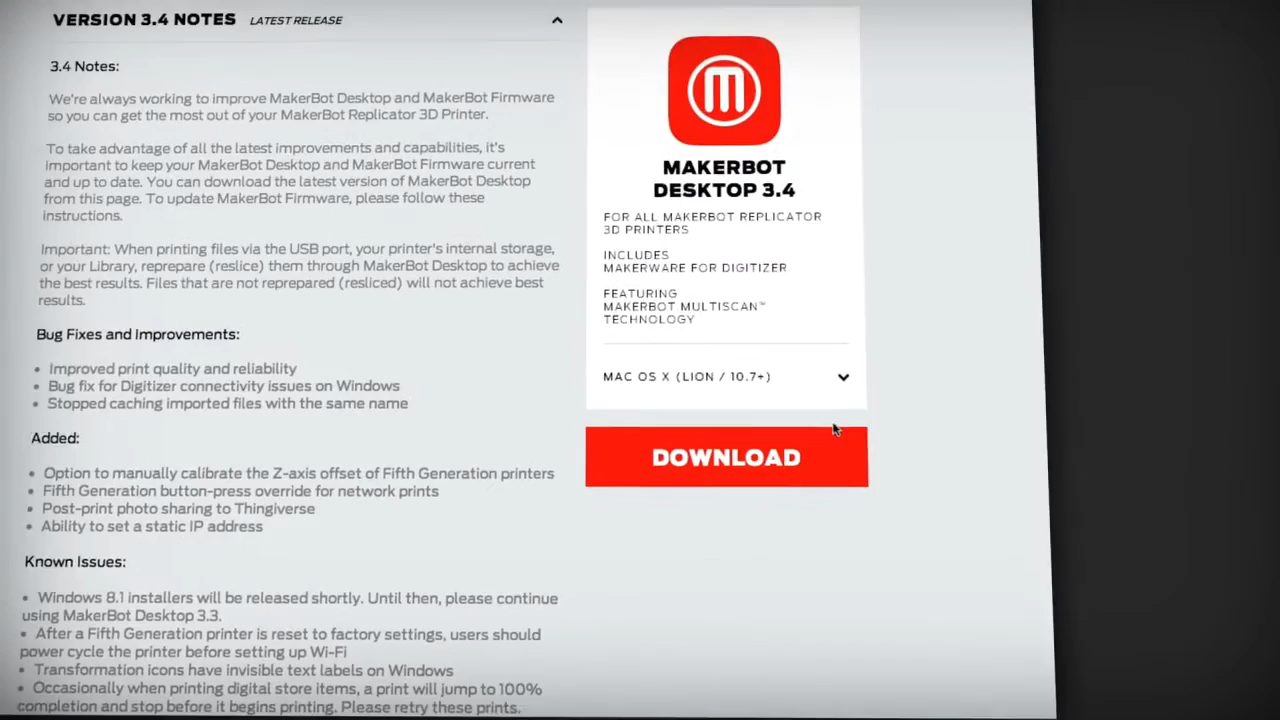 VERSION 3.4 NOTES LATEST RELEASE
3.4 Notes:
We're always working to improve MakerBot Desktop and MakerBot Firmware
so you can get the most out of your MakerBot Replicator 3D Printer.
To take advantage of all the latest improvements and capabilities, it's
important to keep your MakerBot Desktop and MakerBot Firmware current
and up to date. You can download the latest version of MakerBot Desktop
from this page. To update MakerBot Firmware, please follow these
instructions.
Important: When printing files via the USB port, your printer's internal storage,
or your Library, reprepare (reslice) them through MakerBot Desktop to achieve
the best results. Files that are not reprepared (resliced) will not achieve best
results.
Bug Fixes and Improvements:
• Improved print quality and reliability
• Bug fix for Digitizer connectivity issues on Windows
• Stopped caching imported files with the same name
Added:
• Option to manually calibrate the Z-axis offset of Fifth Generation printers
• Fifth Generation button-press override for network prints
• Post-print photo sharing to Thingiverse
• Ability to set a static IP address
Known Issues:
• Windows 8.1 installers will be released shortly. Until then, please continue
using MakerBot Desktop 3.3.
• After a Fifth Generation printer is reset to factory settings, users should
power cycle the printer before setting up Wi-Fi
• Transformation icons have invisible text labels on Windows
• Occasionally when printing digital store items, a print will jump to 100%
completion and stop before it begins printing. Please retry these prints.
M
MAKERBOT
DESKTOP 3.4
FOR ALL MAKERBOT REPLICATOR
3D PRINTERS
INCLUDES
MAKERWARE FOR DIGITIZER
FEATURING
MAKERBOT MULTISCAN™
TECHNOLOGY
MAC OS X (LION / 10.7+)
DOWNLOAD